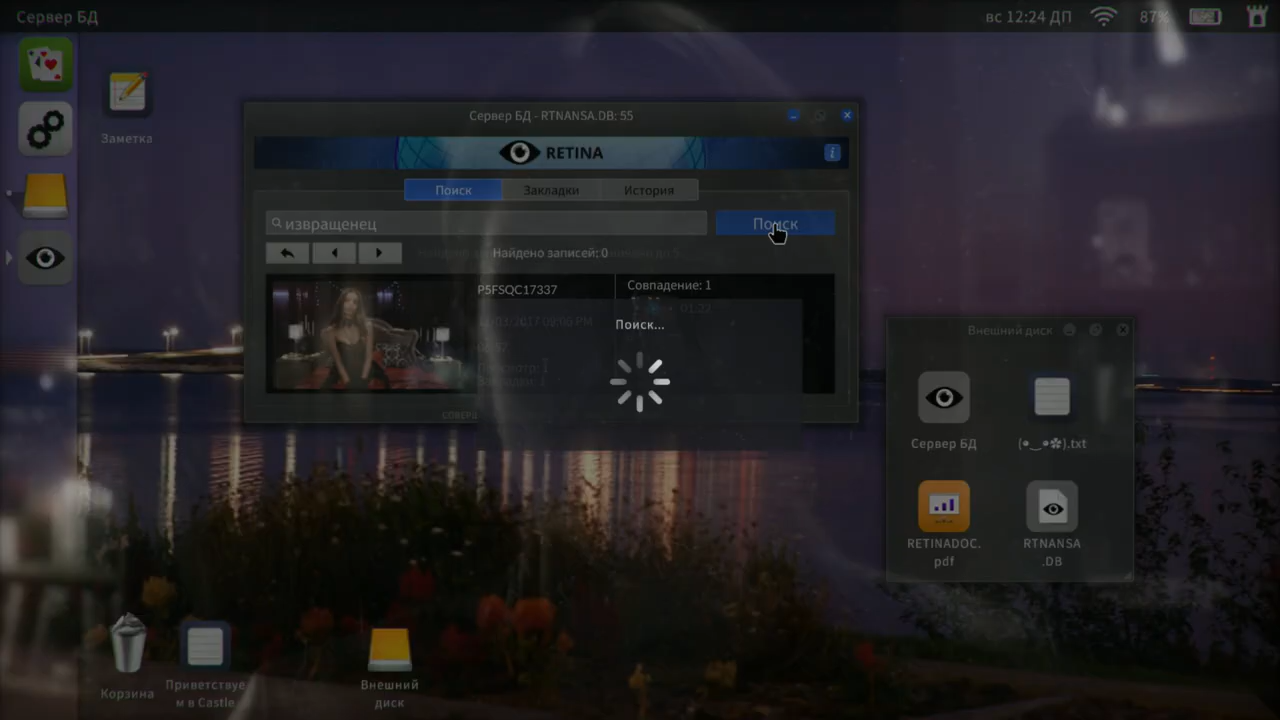 Сервер БД
вс 12:24 ДП
87%
Заметка
Сервер БД - RTNANSA.DB: 55
RETINA
Поиск
Закладки
История
извращенец
Поиск
Найдено записей: 0
P5FSQC17337
Совпадение: 1
01:22
Поиск...
Внешний диск
Сервер БД
(•‿•✿).txt
RETINADOC.
pdf
RTNANSA
.DB
Корзина
Приветствуе-
м в Castle
Внешний
диск